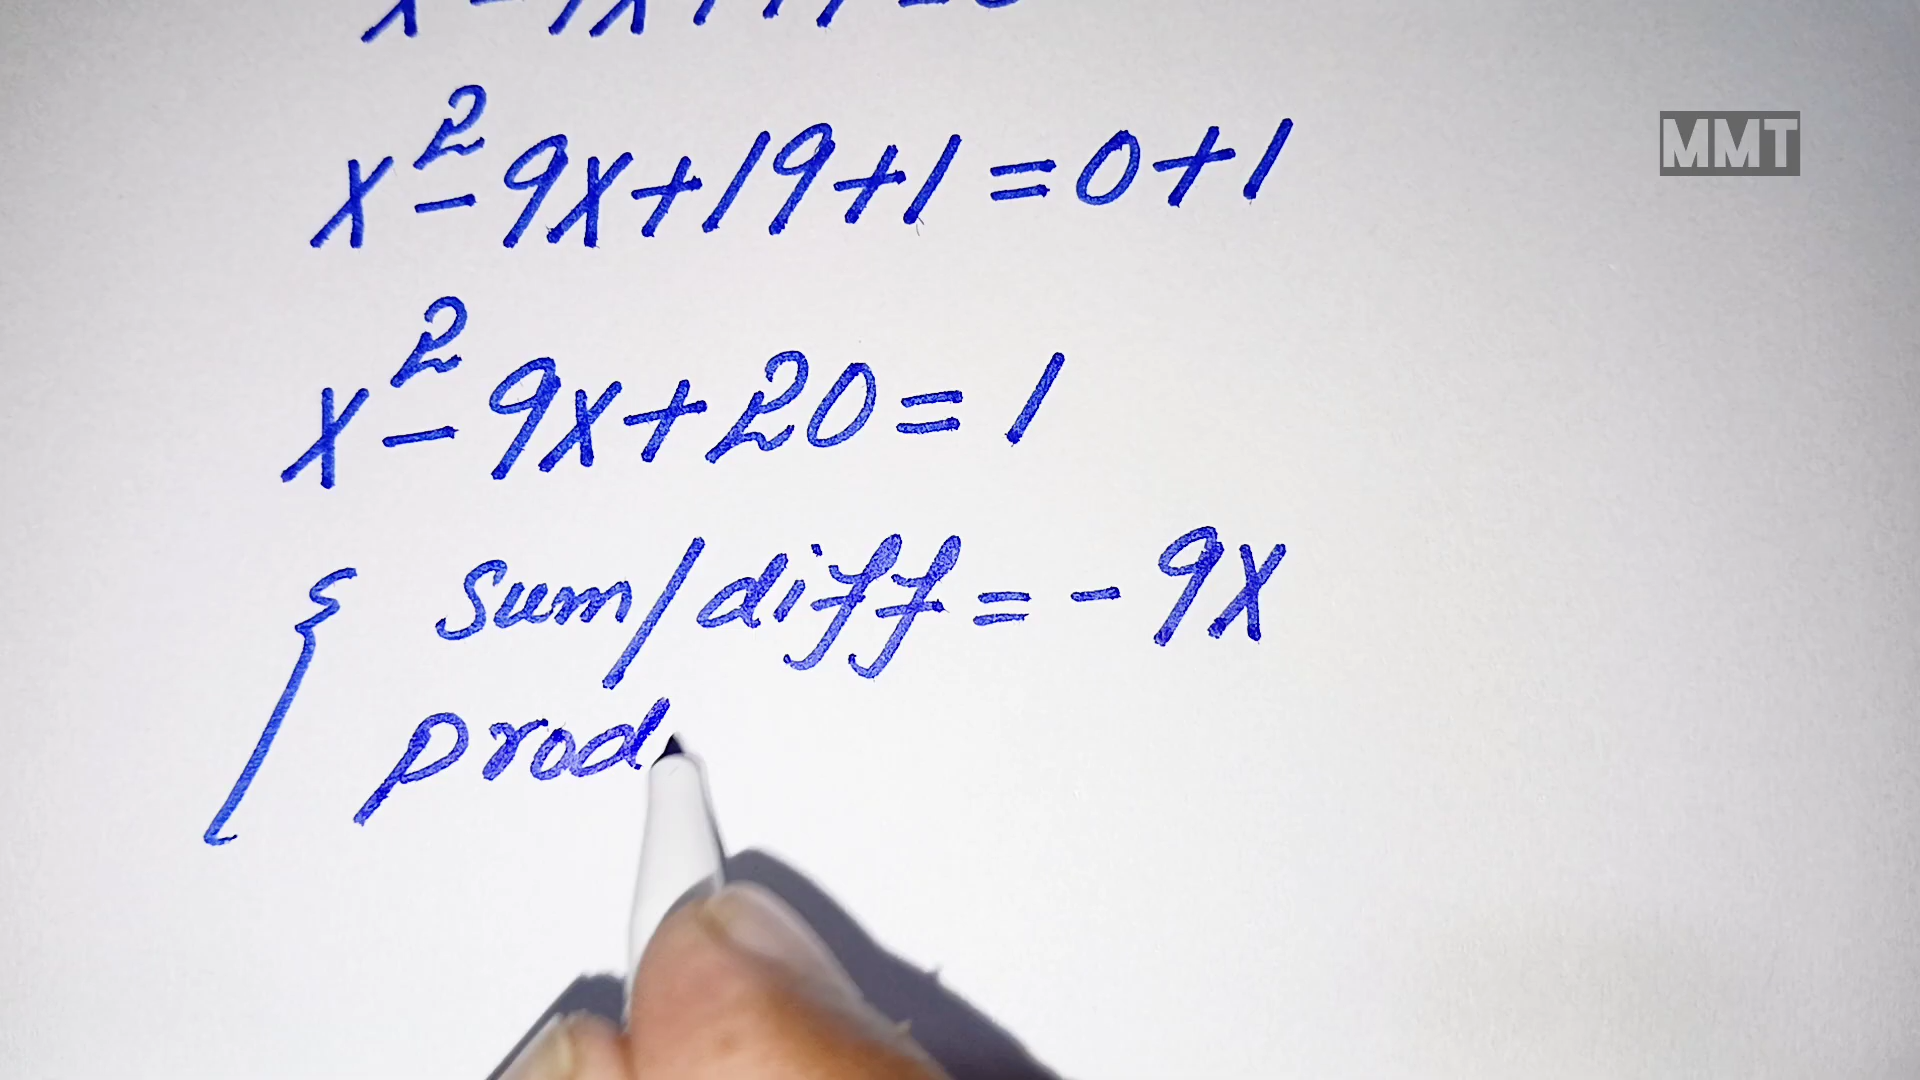 x²-9x+19+1=0+1
MMT
x²-9x+20=1
{ Sum/diff=-9x
prod